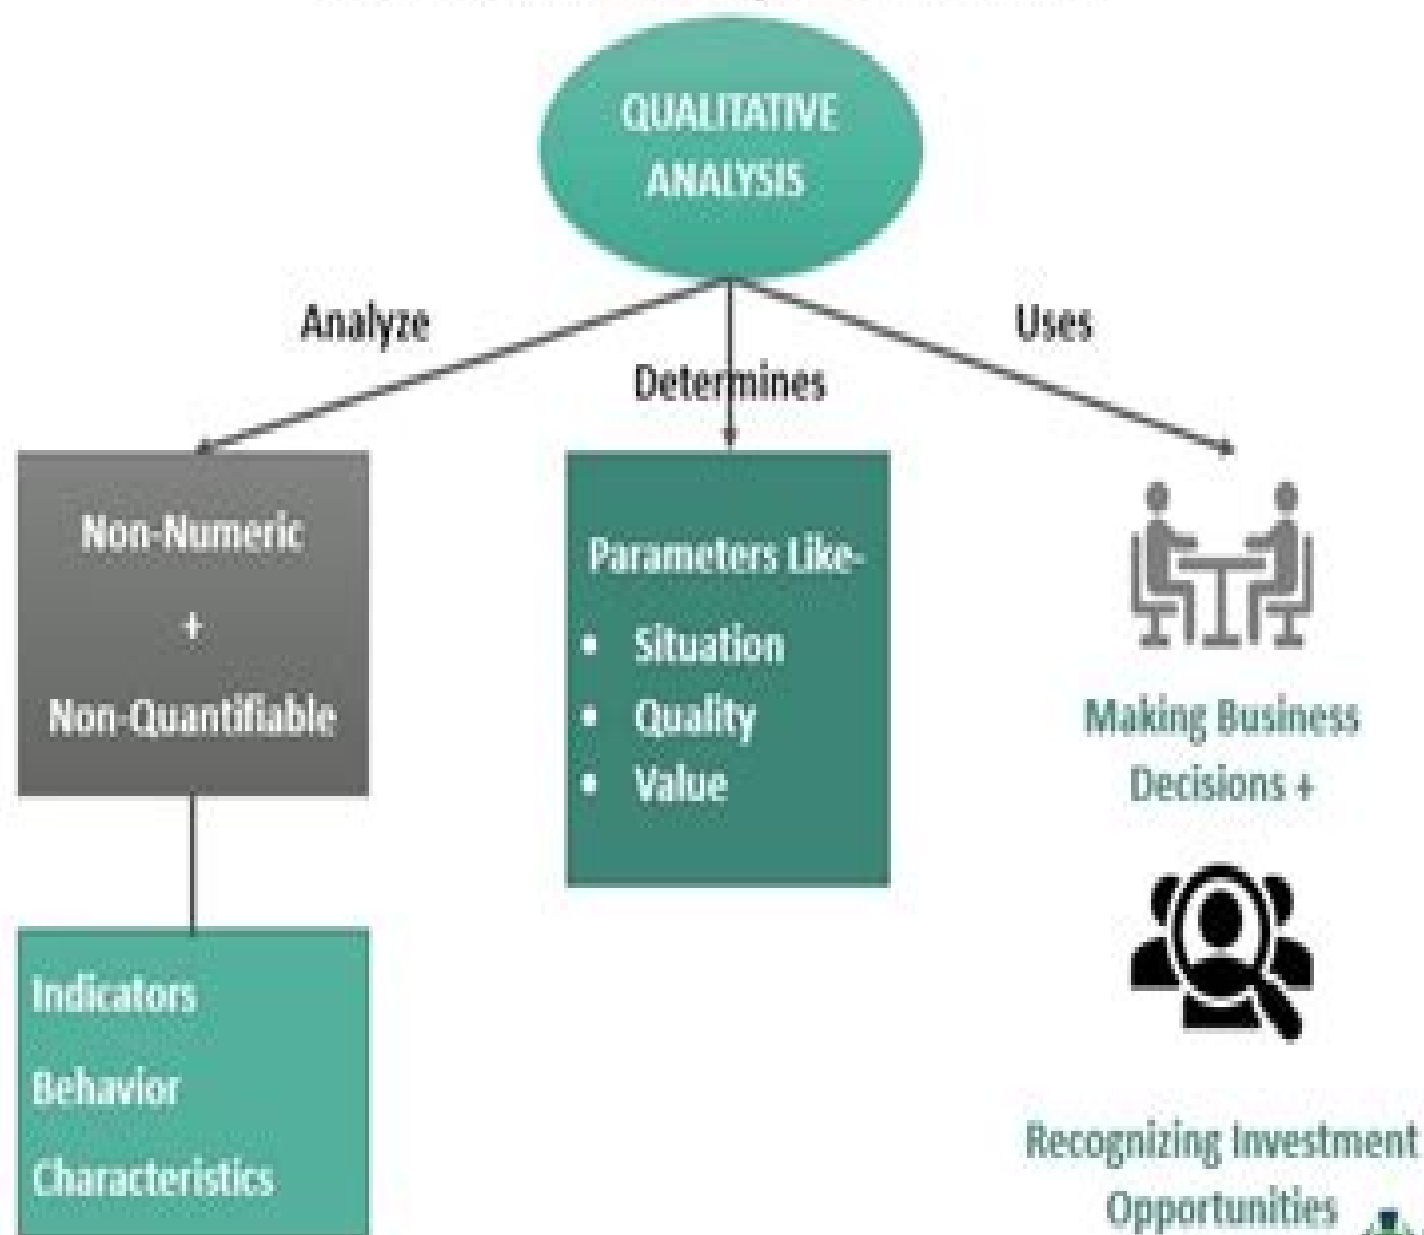 QUALITATIVE
ANALYSIS
Analyze
Determines
Uses
Non-Numeric
+
Non-Quantifiable
Parameters Like-
• Situation
• Quality
• Value
Making Business
Decisions +
Indicators
Behavior
Characteristics
Recognizing Investment
Opportunities